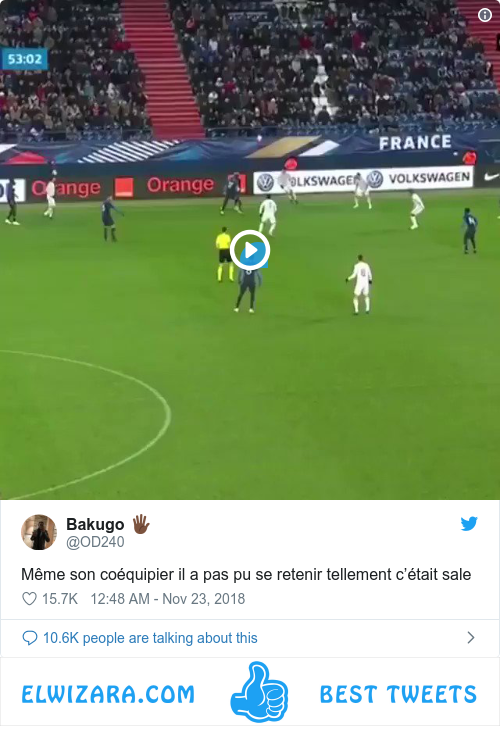 53:02
FRANCE
Orange
Orange
VOLKSWAGEN
Bakugo
@OD240
Même son coéquipier il a pas pu se retenir tellement c’était sale
15.7K 12:48 AM - Nov 23, 2018
10.6K people are talking about this
ELWIZARA.COM BEST TWEETS